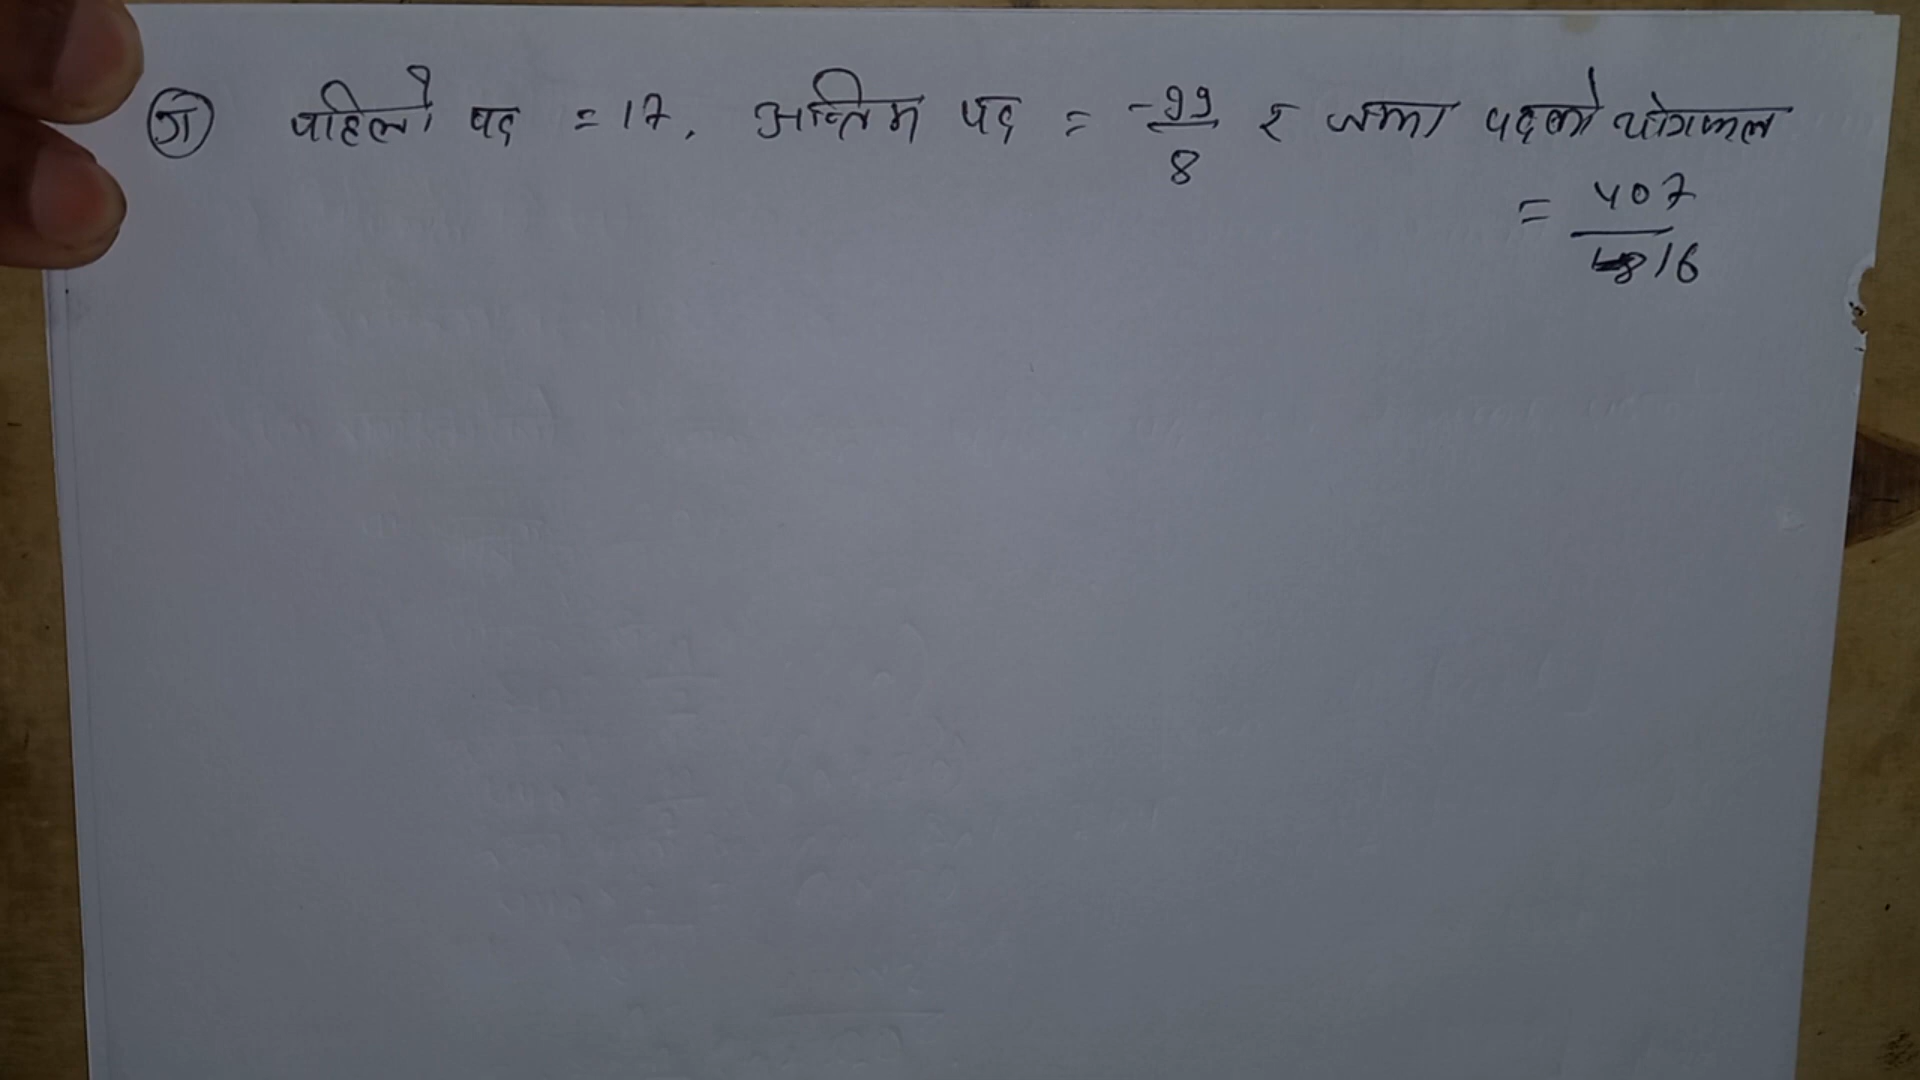 ग पहिलो पद = 17, अन्तिम पद = -99/8 र जम्मा पदको योगफल
= 407/16